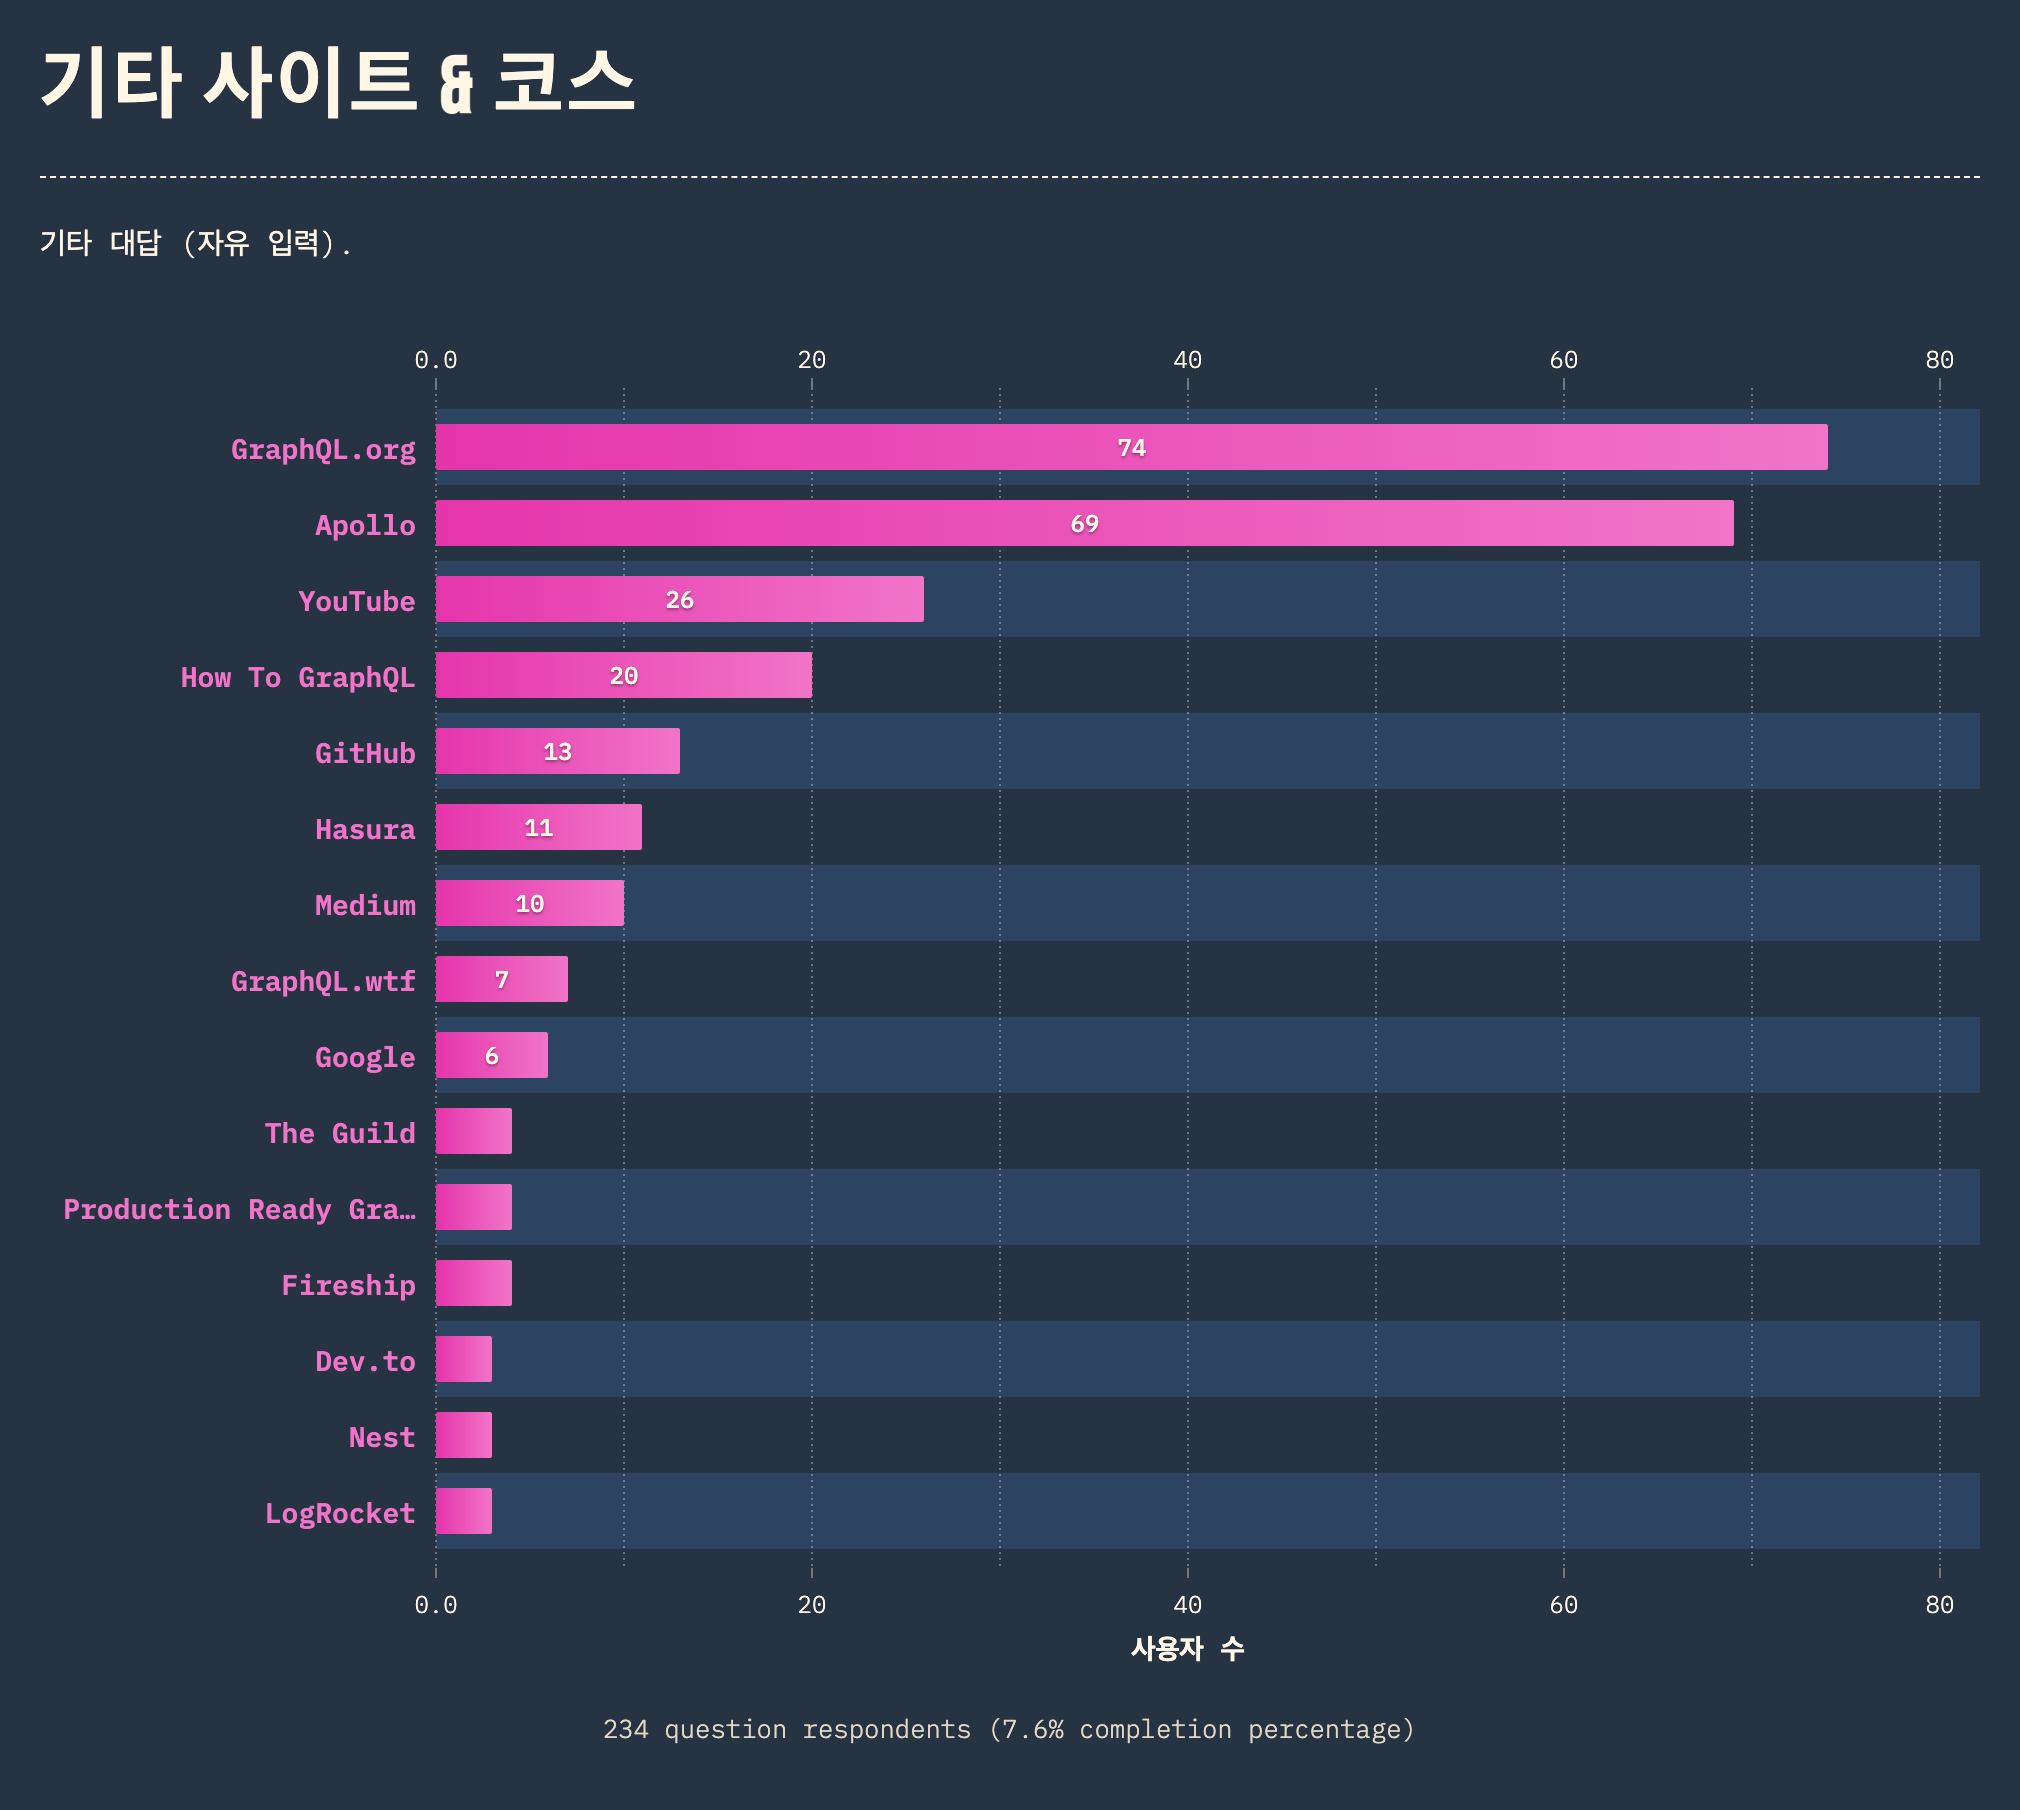 기타 사이트 & 코스
기타 대답 (자유 입력).
0.0 20 40 60 80
GraphQL.org 74
Apollo 69
YouTube 26
How To GraphQL 20
GitHub 13
Hasura 11
Medium 10
GraphQL.wtf 7
Google 6
The Guild
Production Ready Gra…
Fireship
Dev.to
Nest
LogRocket
0.0 20 40 60 80
사용자 수
234 question respondents (7.6% completion percentage)